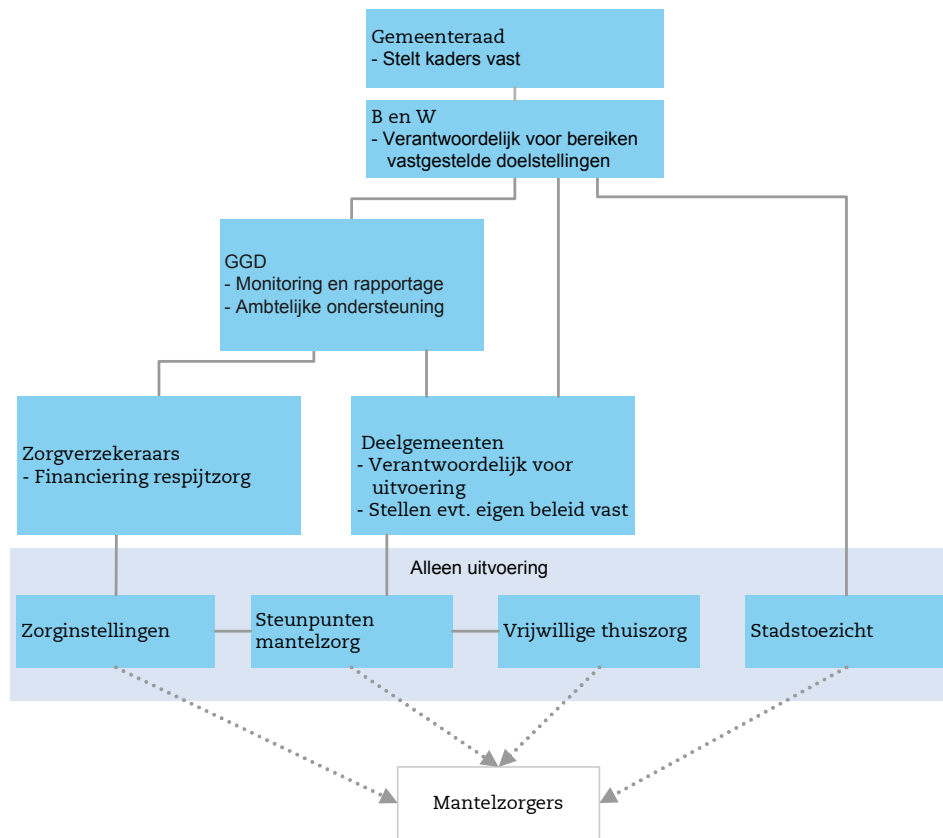 Gemeenteraad
- Stelt kaders vast
B en W
- Verantwoordelijk voor bereiken
vastgestelde doelstellingen
GGD
- Monitoring en rapportage
- Ambtelijke ondersteuning
Zorgverzekeraars
- Financiering respijtzorg
Deelgemeenten
- Verantwoordelijk voor
uitvoering
- Stellen evt. eigen beleid vast
Alleen uitvoering
Zorginstellingen
Steunpunten
mantelzorg
Vrijwillige thuiszorg
Stadstoezicht
Mantelzorgers